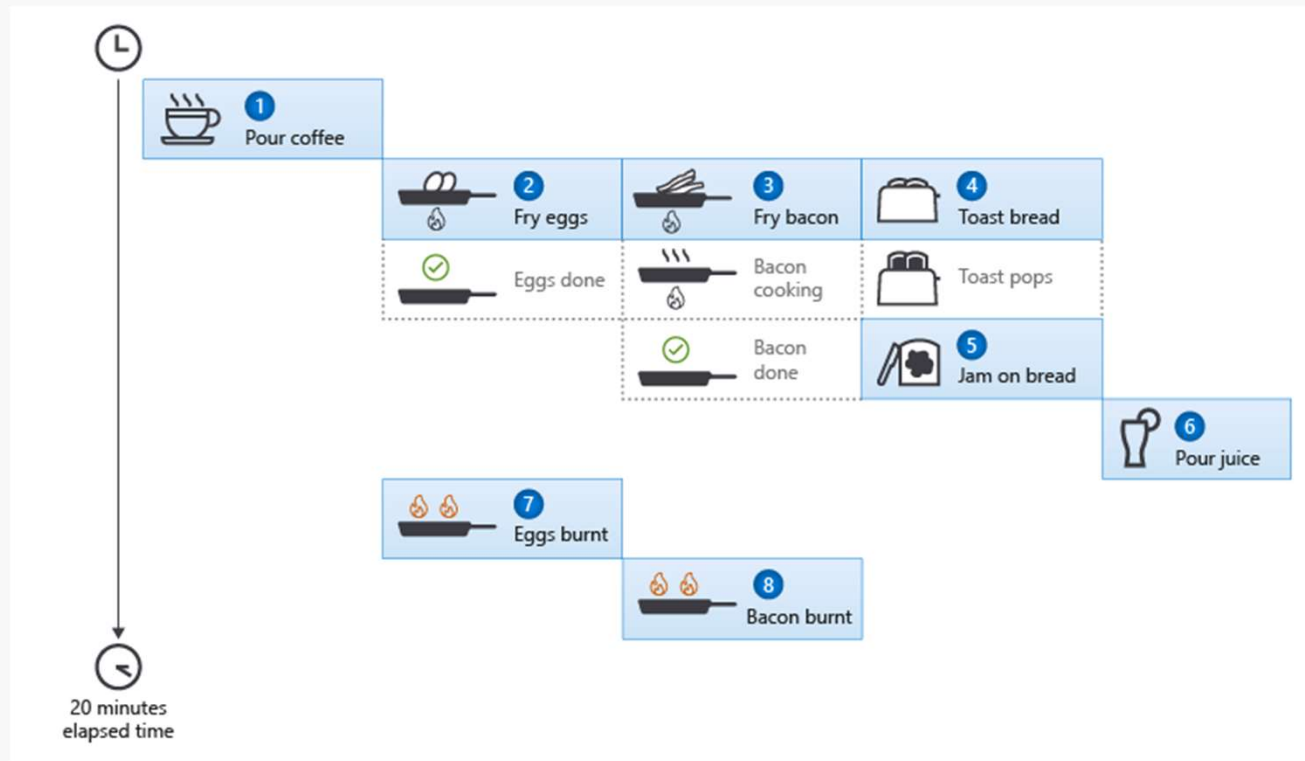 1
Pour coffee
2
Fry eggs
3
Fry bacon
4
Toast bread
Eggs done
Bacon
cooking
Toast pops
Bacon
done
5
Jam on bread
6
Pour juice
7
Eggs burnt
8
Bacon burnt
20 minutes
elapsed time